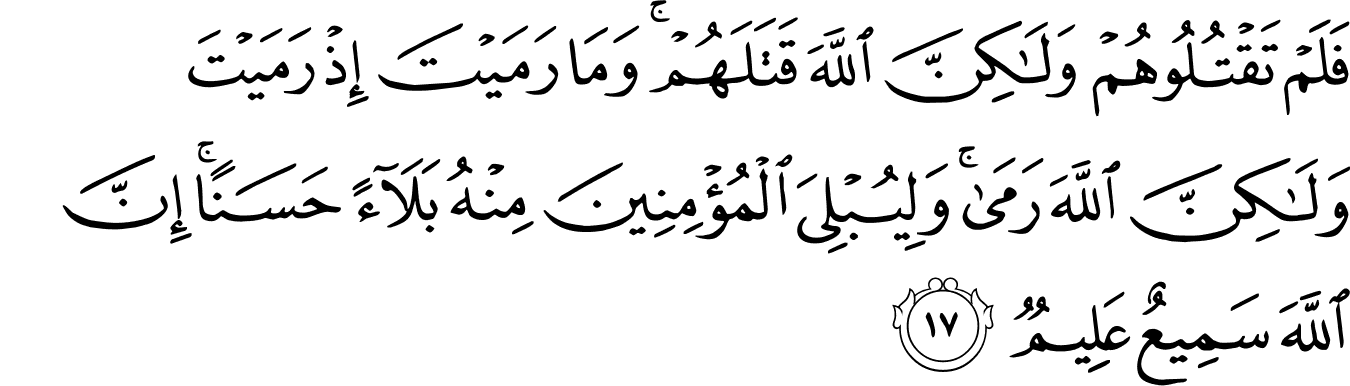 فَلَمْ تَقْتُلُوهُمْ وَلَـٰكِنَّ ٱللَّهَ قَتَلَهُمْ ۚ وَمَا رَمَيْتَ إِذْ رَمَيْتَ
وَلَـٰكِنَّ ٱللَّهَ رَمَىٰ ۚ وَلِيُبْلِىَ ٱلْمُؤْمِنِينَ مِنْهُ بَلَآءً حَسَنًا ۚ إِنَّ
ٱللَّهَ سَمِيعٌ عَلِيمٌ ١٧